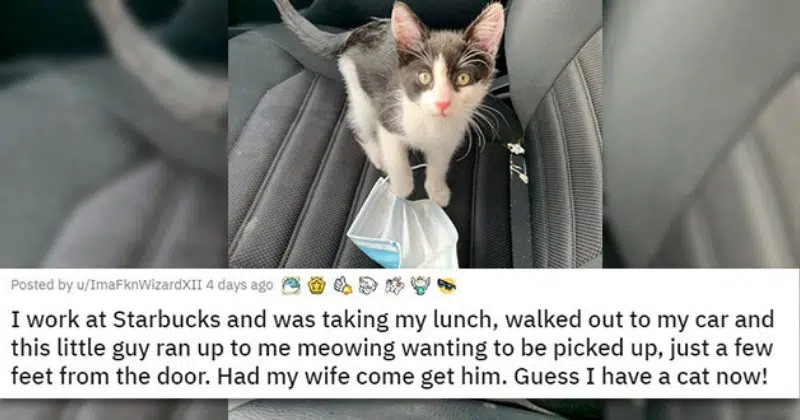 Posted by u/ImaFknWizardXII 4 days ago
I work at Starbucks and was taking my lunch, walked out to my car and
this little guy ran up to me meowing wanting to be picked up, just a few
feet from the door. Had my wife come get him. Guess I have a cat now!